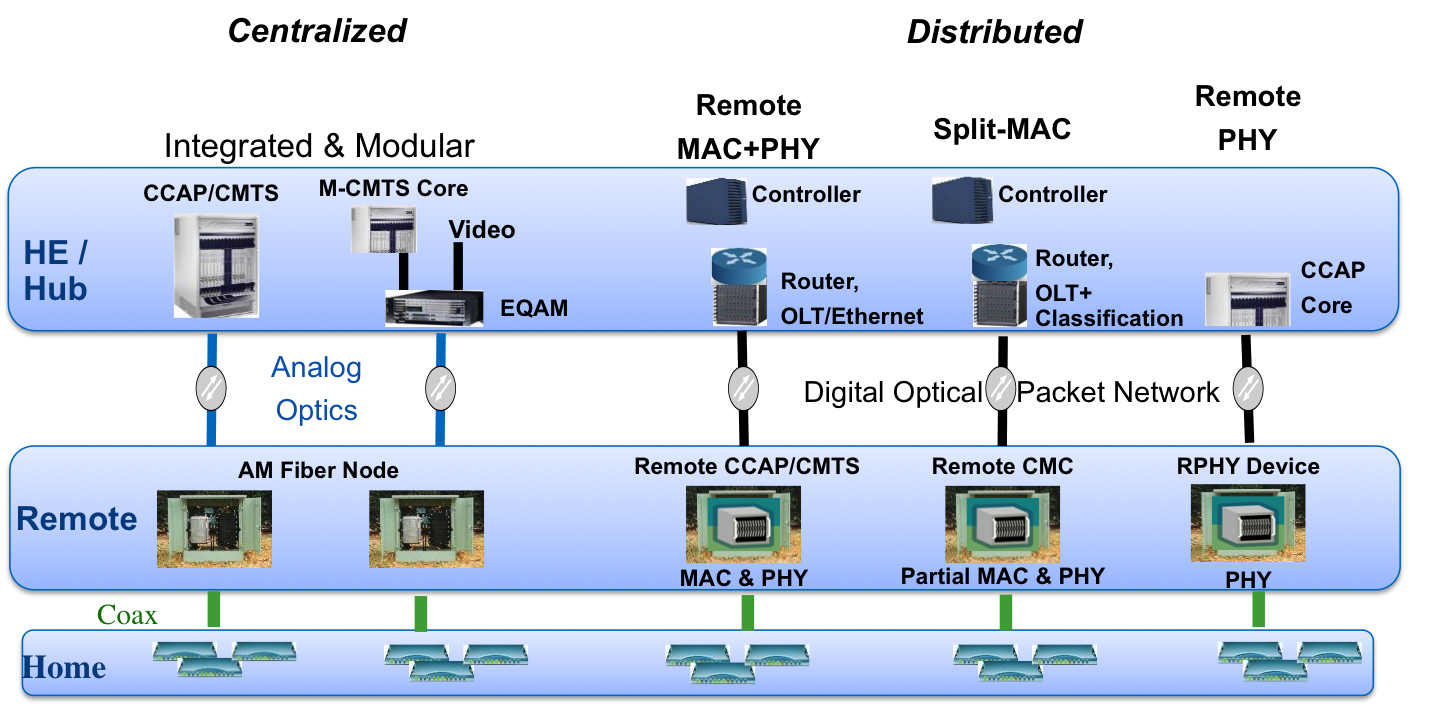 Centralized
Distributed
Integrated & Modular
Remote
MAC+PHY
Split-MAC
Remote
PHY
HE /
Hub
CCAP/CMTS
M-CMTS Core
Video
EQAM
Controller
Router,
OLT/Ethernet
Controller
Router,
OLT+
Classification
CCAP
Core
Analog
Optics
Digital Optical Packet Network
Remote
AM Fiber Node
Remote CCAP/CMTS
MAC & PHY
Remote CMC
Partial MAC & PHY
RPHY Device
PHY
Coax
Home